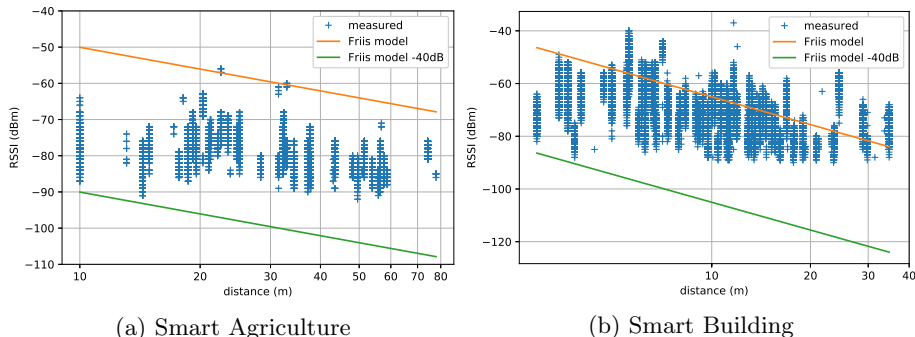 −40
−50
−60
−70
−80
−90
−100
−110
RSSI (dBm)
10
20
30
40
50
60
70
80
distance (m)
measured
Friis model
Friis model -40dB
(a) Smart Agriculture
−40
−60
−80
−100
−120
RSSI (dBm)
10
20
30
40
distance (m)
measured
Friis model
Friis model -40dB
(b) Smart Building